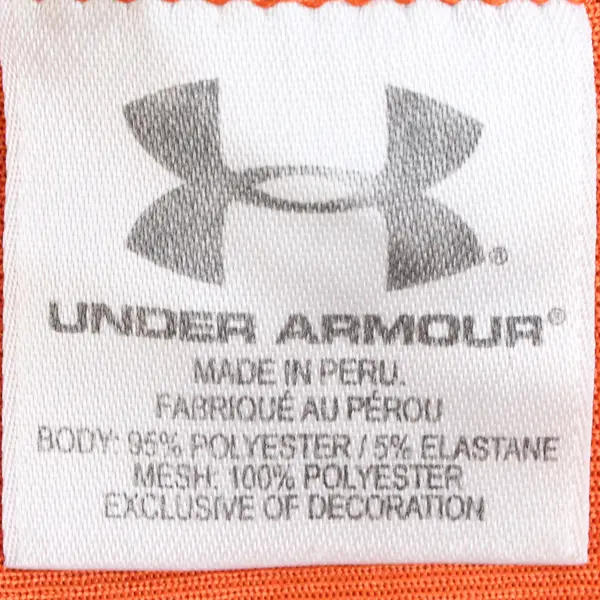 ®
UNDER ARMOUR®
MADE IN PERU.
FABRIQUÉ AU PÉROU
BODY: 95% POLYESTER / 5% ELASTANE
MESH: 100% POLYESTER
EXCLUSIVE OF DECORATION